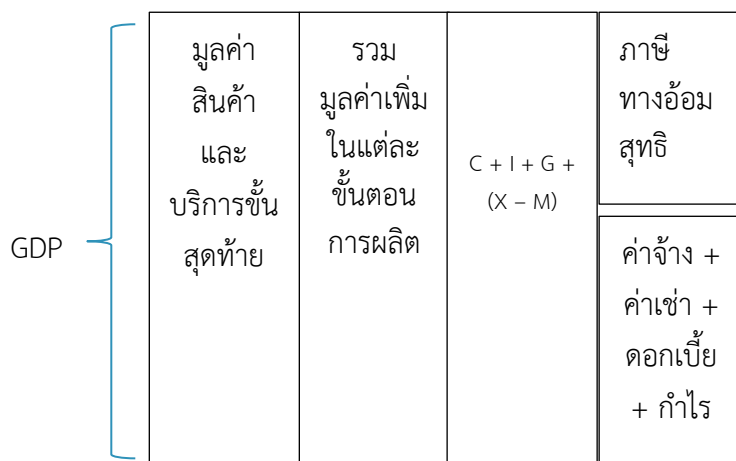 GDP
มูลค่า
สินค้า
และ
บริการขั้น
สุดท้าย
รวม
มูลค่าเพิ่ม
ในแต่ละ
ขั้นตอน
การผลิต
C + I + G +
(X – M)
ภาษี
ทางอ้อม
สุทธิ
ค่าจ้าง +
ค่าเช่า +
ดอกเบี้ย
+ กำไร